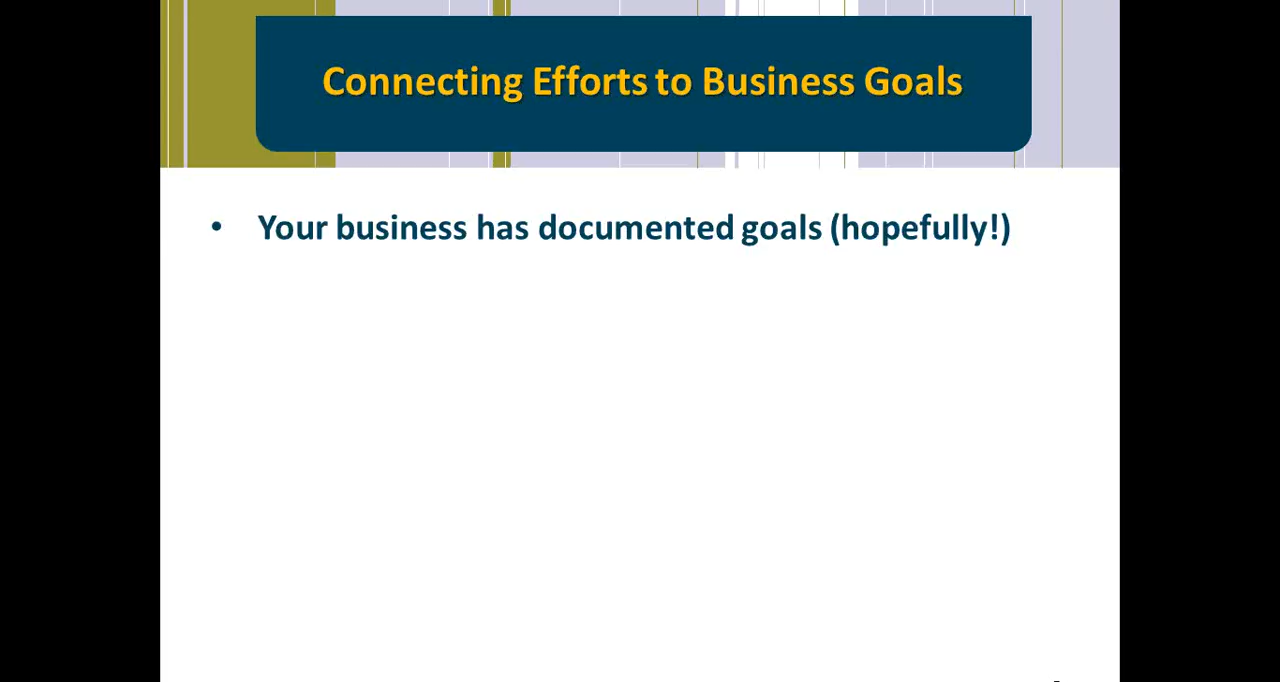 Connecting Efforts to Business Goals
• Your business has documented goals (hopefully!)